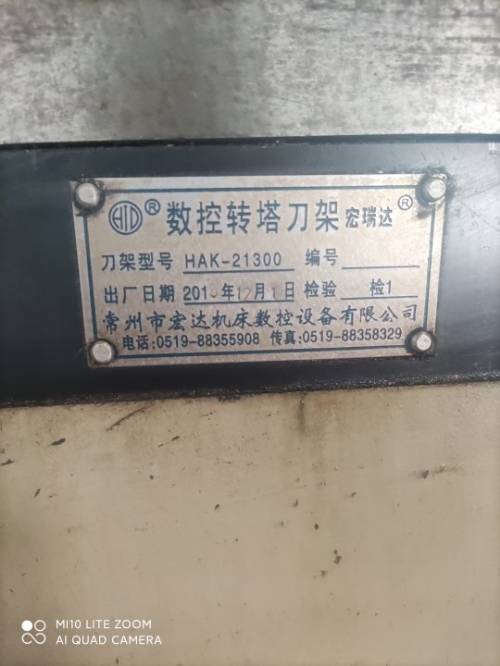 HD® 数控转塔刀架 宏瑞达®
刀架型号 HAK-21300 编号
出厂日期 201 年12月1日 检验 检1
常州市宏达机床数控设备有限公司
电话:0519-88355908 传真:0519-88358329
MI10 LITE ZOOM
AI QUAD CAMERA